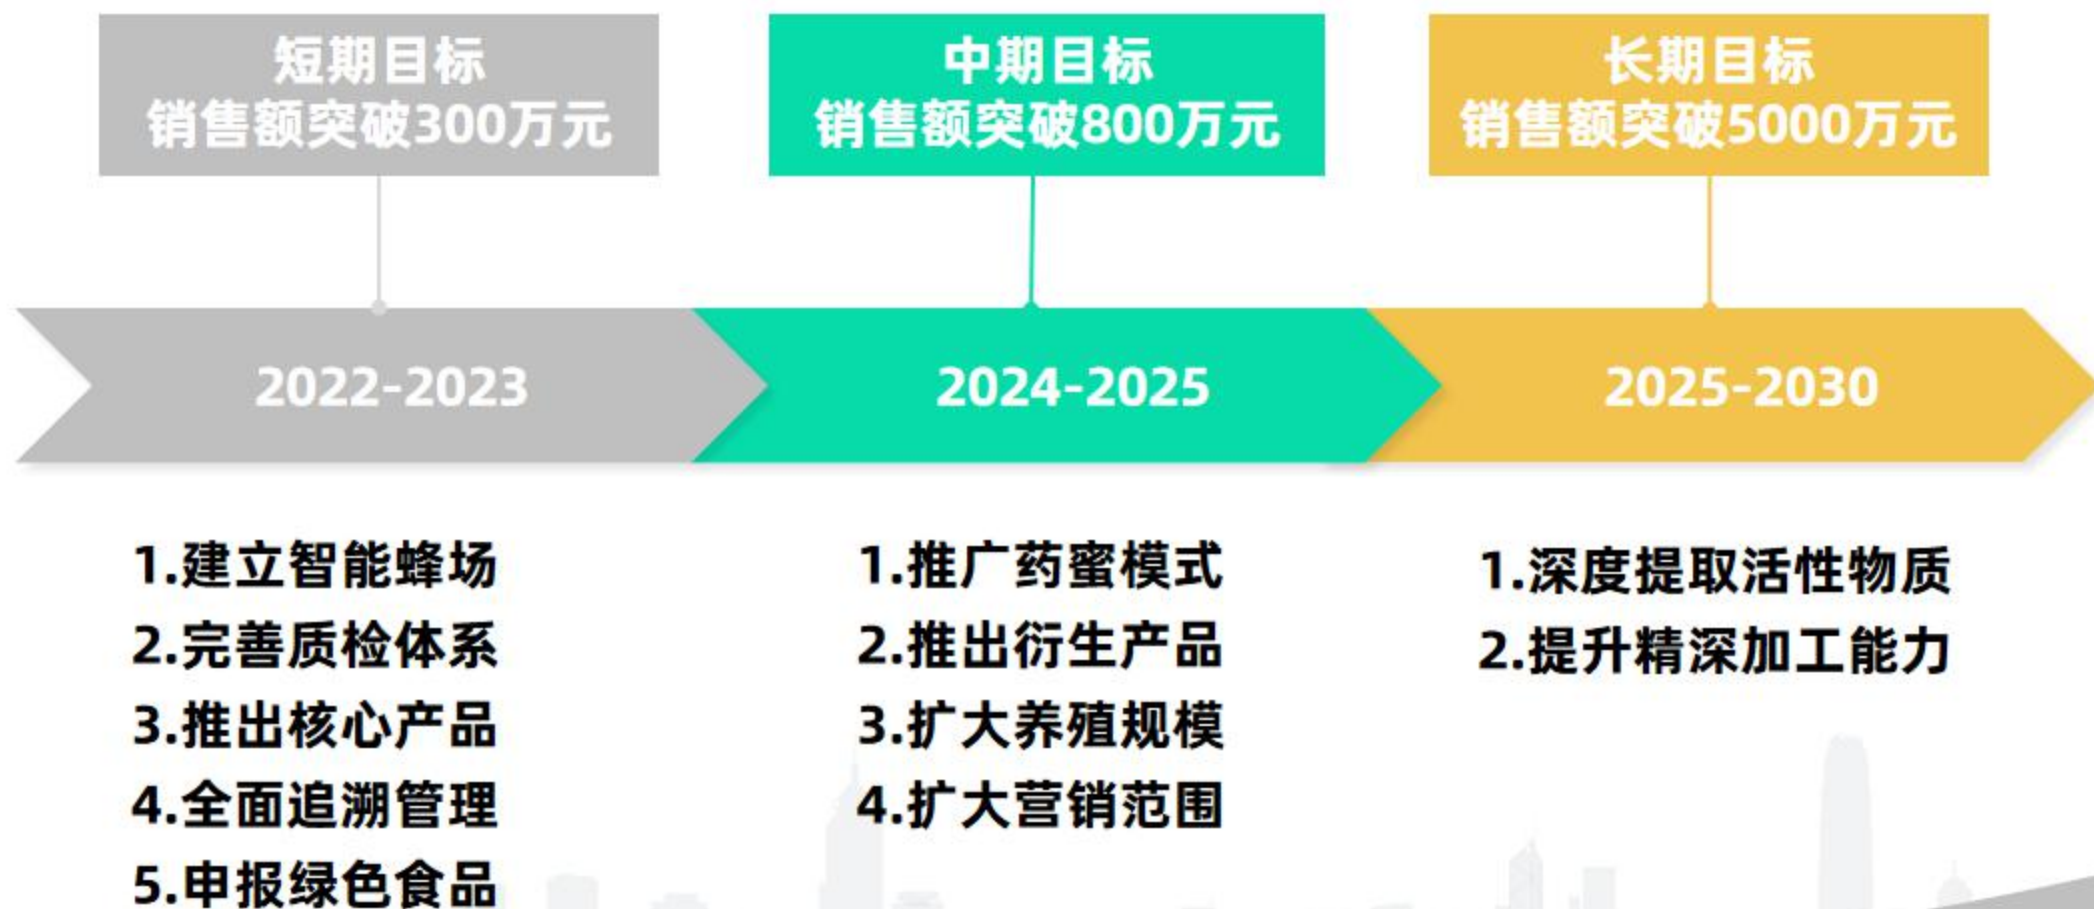 短期目标
销售额突破300万元
中期目标
销售额突破800万元
长期目标
销售额突破5000万元
2022-2023
2024-2025
2025-2030
1.建立智能蜂场
2.完善质检体系
3.推出核心产品
4.全面追溯管理
5.申报绿色食品
1.推广药蜜模式
2.推出衍生产品
3.扩大养殖规模
4.扩大营销范围
1.深度提取活性物质
2.提升精深加工能力